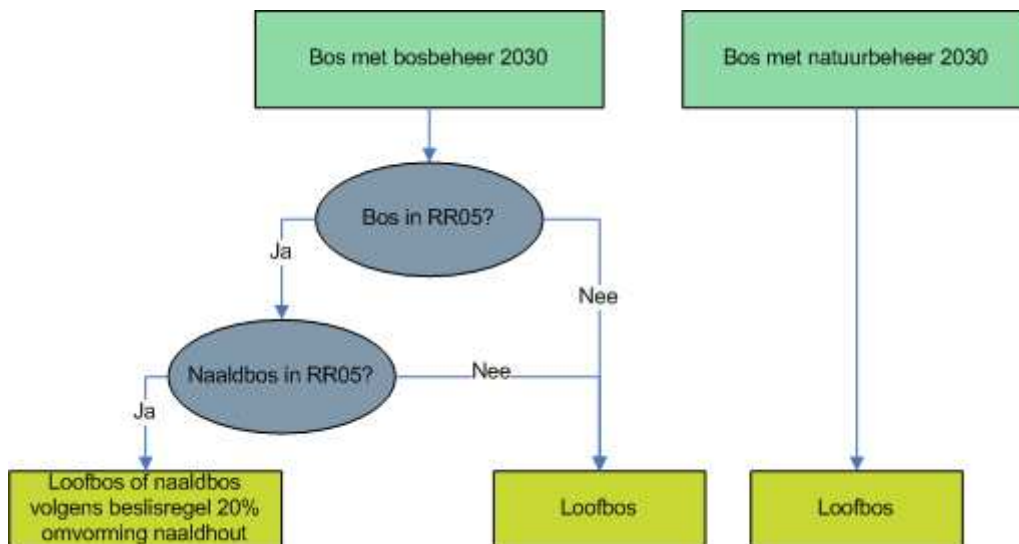 Bos met bosbeheer 2030
Bos met natuurbeheer 2030
Bos in RR05?
Ja
Nee
Naaldbos in RR05?
Nee
Ja
Loofbos of naaldbos
volgens beslisregel 20%
omvorming naaldhout
Loofbos
Loofbos